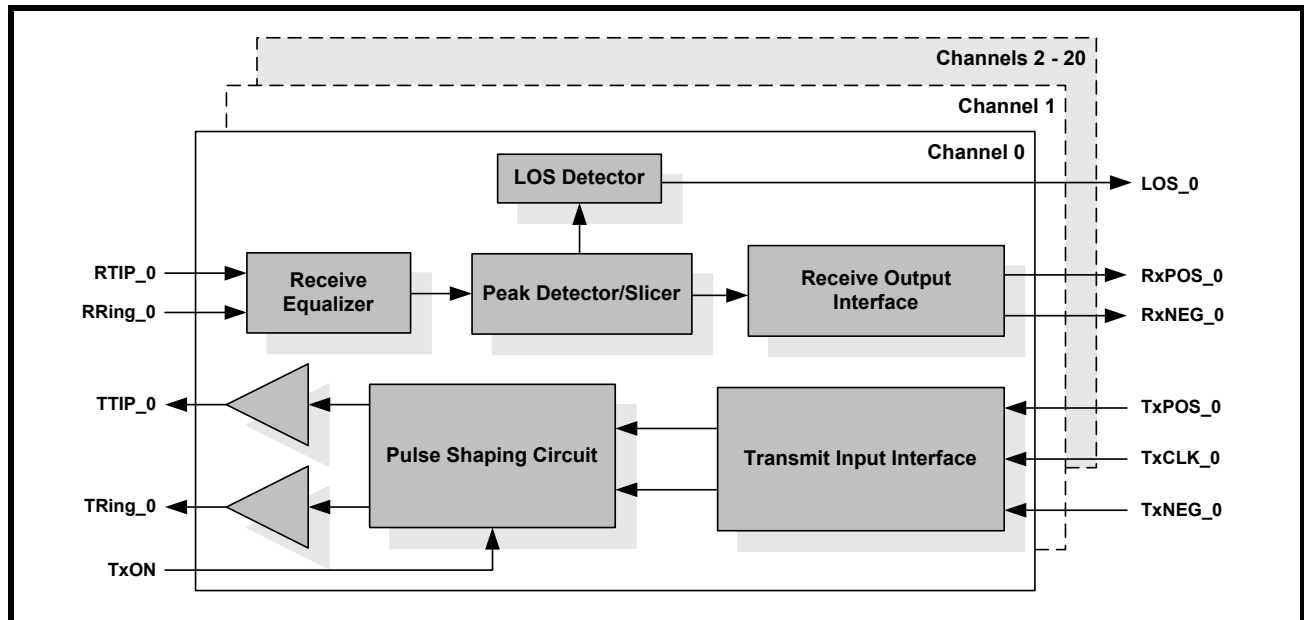 Channels 2 - 20
Channel 1
Channel 0
LOS Detector
LOS_0
RTIP_0
RRing_0
Receive
Equalizer
Peak Detector/Slicer
Receive Output
Interface
RxPOS_0
RxNEG_0
TTIP_0
TRing_0
TxON
Pulse Shaping Circuit
Transmit Input Interface
TxPOS_0
TxCLK_0
TxNEG_0